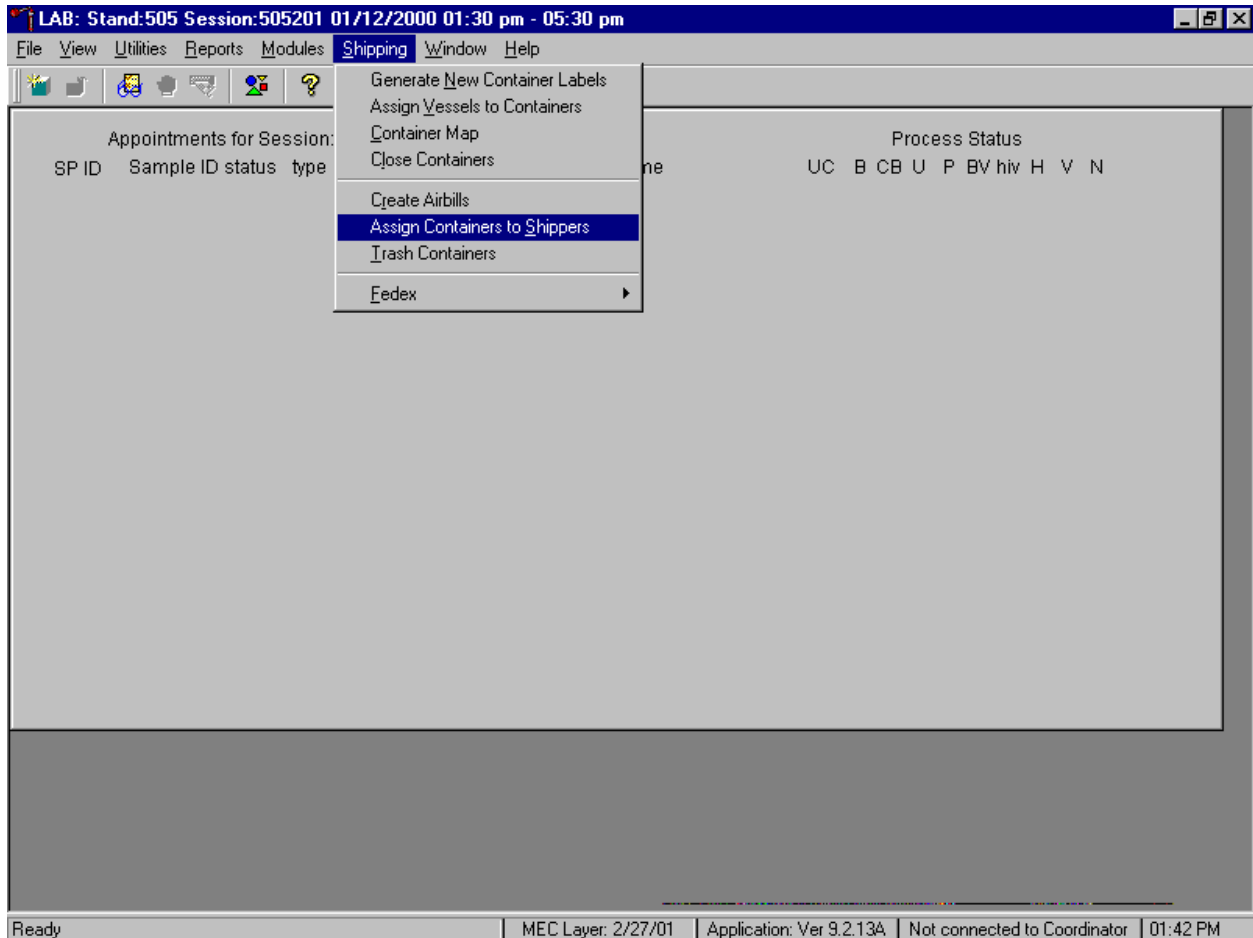 LAB: Stand:505 Session:505201 01/12/2000 01:30 pm - 05:30 pm
File View Utilities Reports Modules Shipping Window Help
Generate New Container Labels
Assign Vessels to Containers
Container Map
Close Containers
Create Airbills
Assign Containers to Shippers
Trash Containers
Fedex
Appointments for Session:
Process Status
SP ID Sample ID status type
UC B CB U P BV hiv H V N
Ready MEC Layer: 2/27/01 Application: Ver 9.2.13A Not connected to Coordinator 01:42 PM